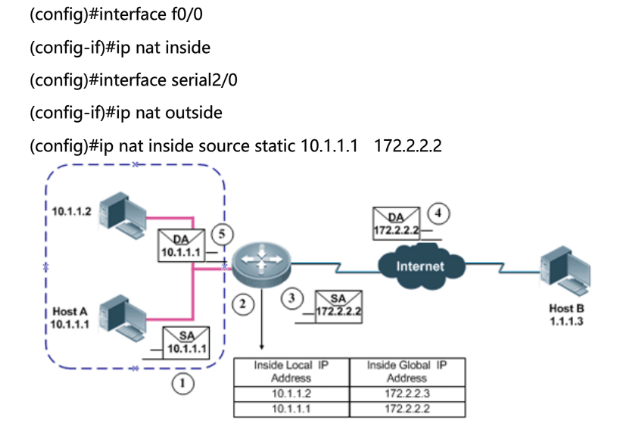 (config)#interface f0/0
(config-if)#ip nat inside
(config)#interface serial2/0
(config-if)#ip nat outside
(config)#ip nat inside source static 10.1.1.1 172.2.2.2
10.1.1.2
DA
10.1.1.1
5
DA
172.2.2.2
4
Internet
Host A
10.1.1.1
SA
10.1.1.1
1
2
3
SA
172.2.2.2
Host B
1.1.1.3
Inside Local IP Address
Inside Global IP Address
10.1.1.2
172.2.2.3
10.1.1.1
172.2.2.2